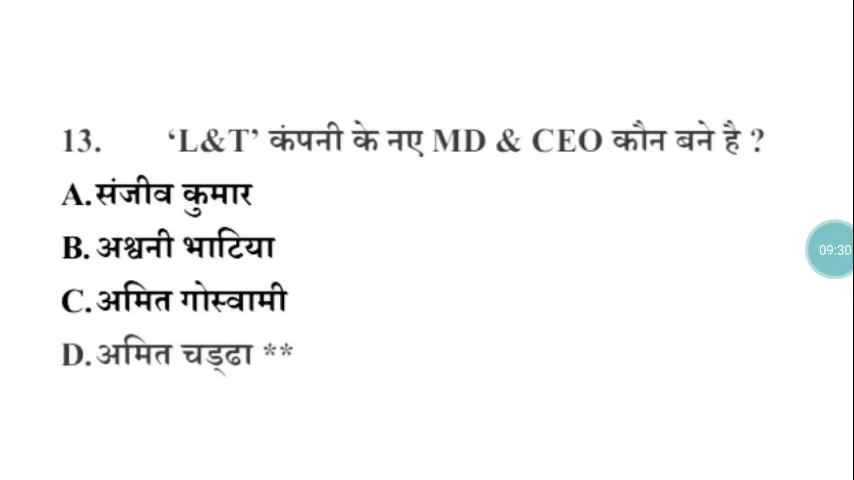 13. ‘L&T’ कंपनी के नए MD & CEO कौन बने है ?
A.संजीव कुमार
B. अश्वनी भाटिया
09:30
C.अमित गोस्वामी
D.अमित चड्ढा **